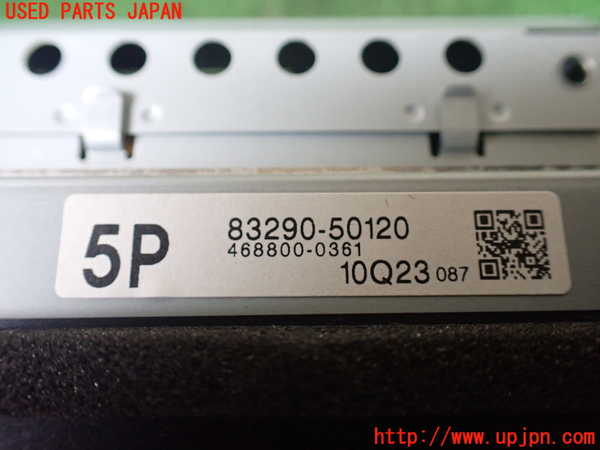 USED PARTS JAPAN
5P
83290-50120
468800-0361
10Q23 087
http://www.upjpn.com/